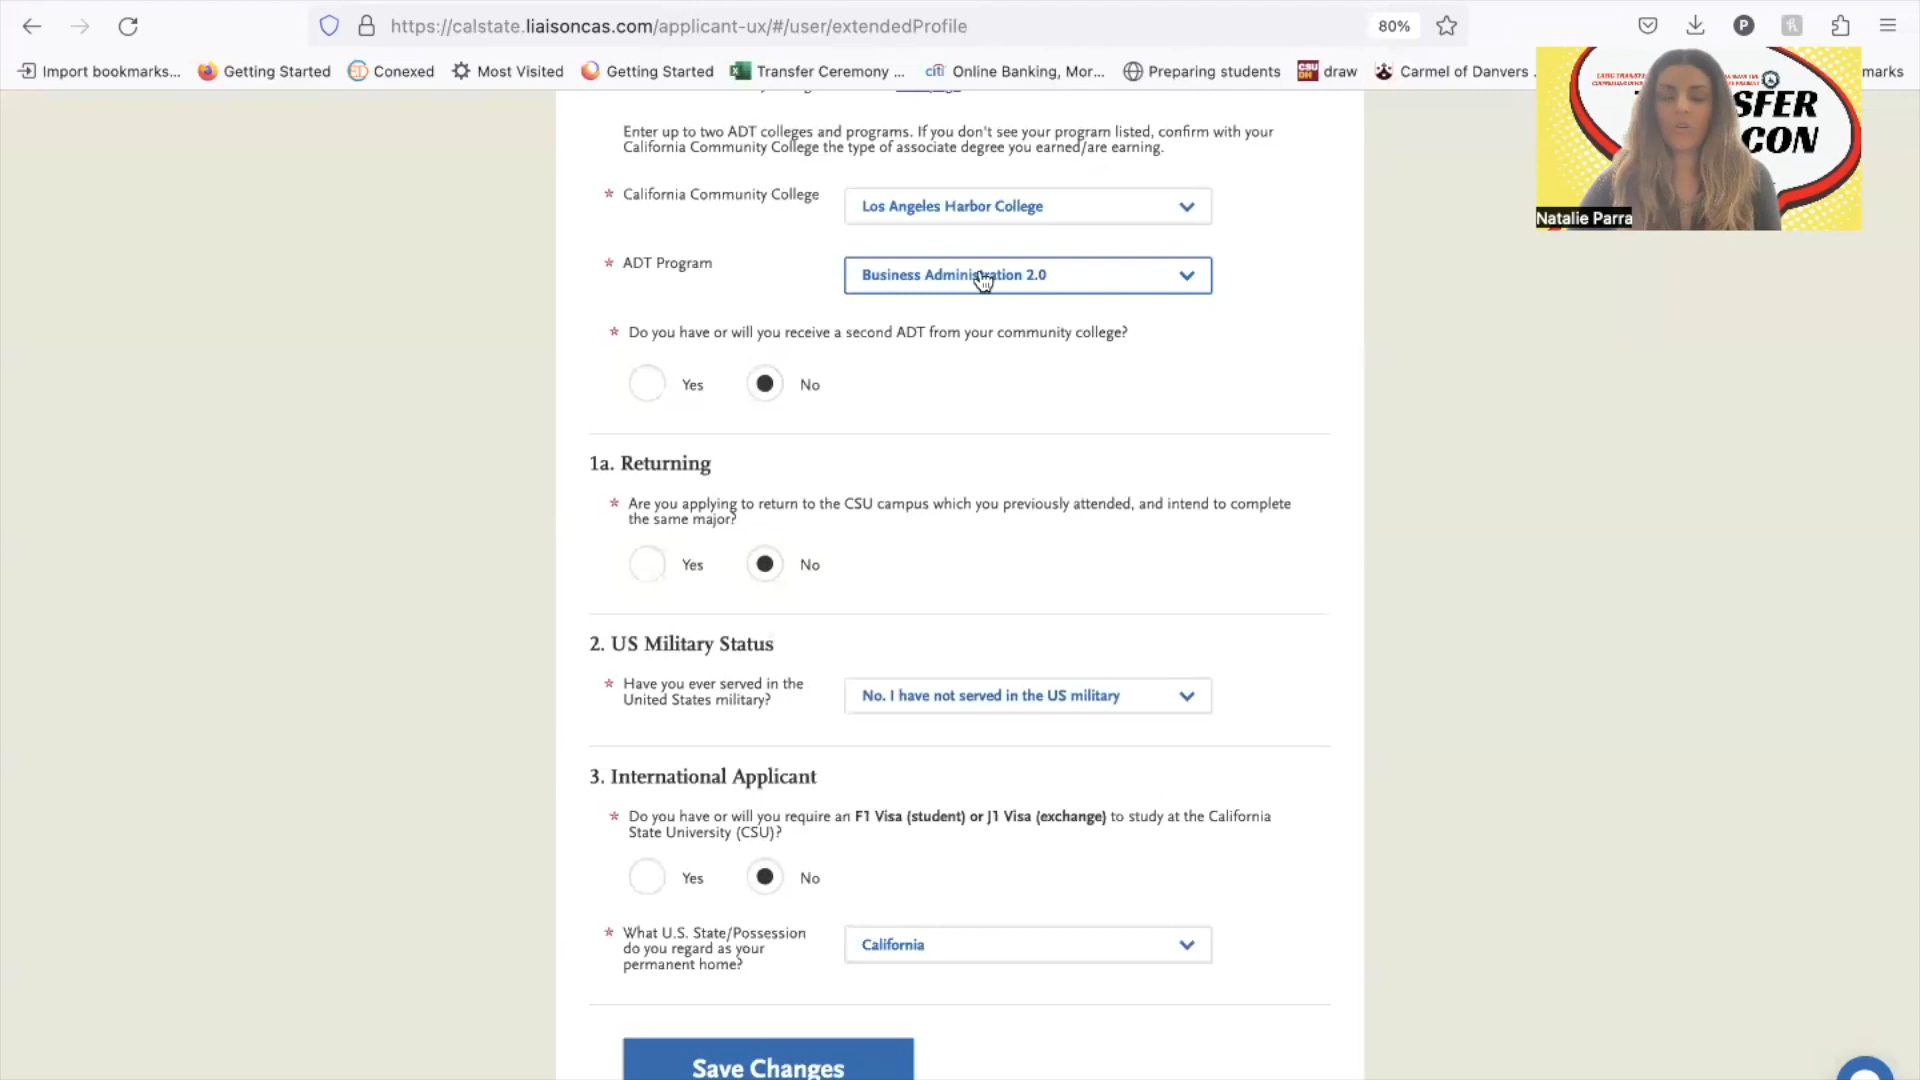 https://calstate.liaisoncas.com/applicant-ux/#/user/extendedProfile
80%
P
Import bookmarks...
Getting Started
Conexed
Most Visited
Getting Started
Transfer Ceremony ...
citi Online Banking, Mor...
Preparing students
CSU
DH draw
Carmel of Danvers
marks
SFER
CON
Natalie Parra
Enter up to two ADT colleges and programs. If you don't see your program listed, confirm with your
California Community College the type of associate degree you earned/are earning.
* California Community College
Los Angeles Harbor College
* ADT Program
Business Administration 2.0
* Do you have or will you receive a second ADT from your community college?
Yes
No
1a. Returning
* Are you applying to return to the CSU campus which you previously attended, and intend to complete
the same major?
Yes
No
2. US Military Status
* Have you ever served in the
United States military?
No. I have not served in the US military
3. International Applicant
* Do you have or will you require an F1 Visa (student) or J1 Visa (exchange) to study at the California
State University (CSU)?
Yes
No
* What U.S. State/Possession
do you regard as your
permanent home?
California
Save Changes